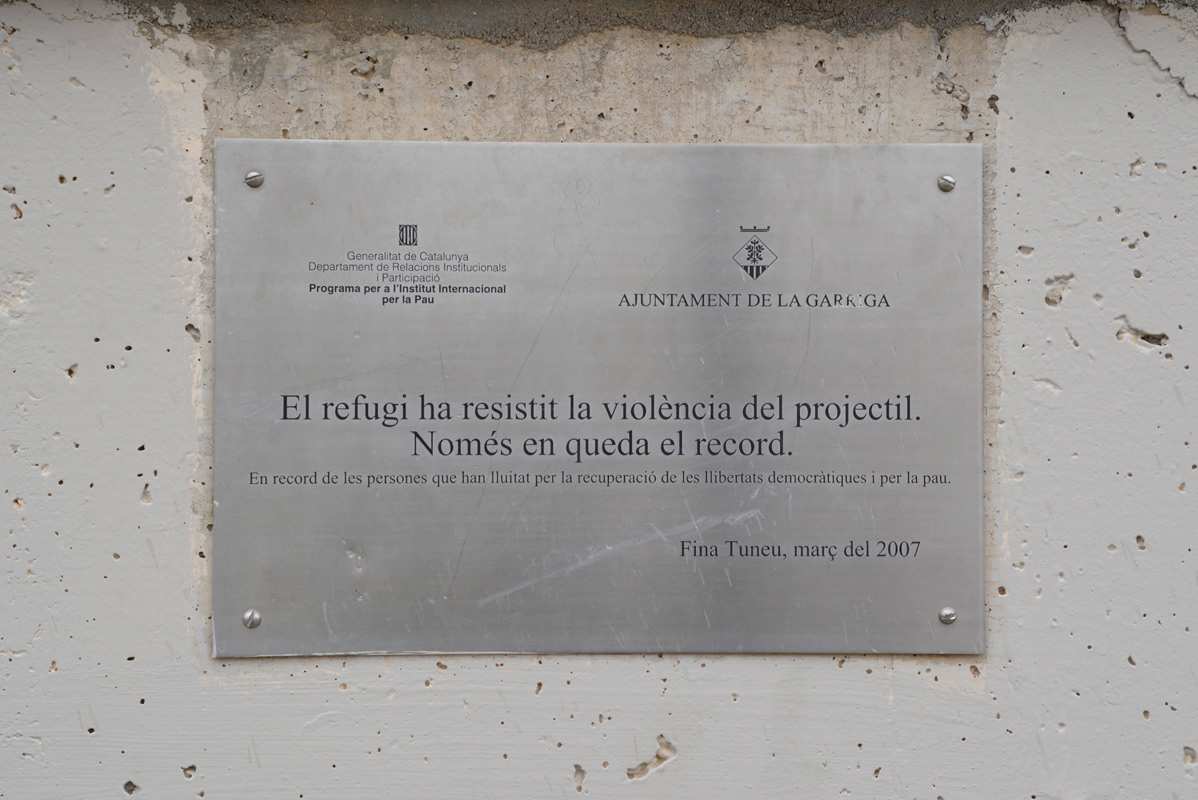 Generalitat de Catalunya
Departament de Relacions Institucionals
i Participació
Programa per a l'Institut Internacional
per la Pau
AJUNTAMENT DE LA GARRIGA
El refugi ha resistit la violència del projectil.
Només en queda el record.
En record de les persones que han lluitat per la recuperació de les llibertats democràtiques i per la pau.
Fina Tuneu, març del 2007